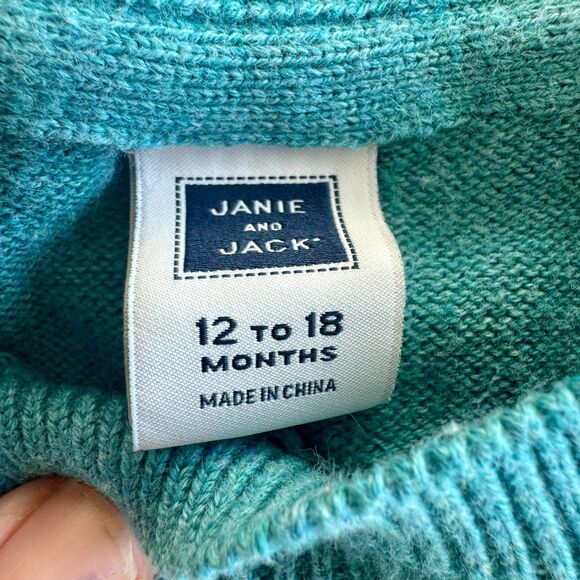 JANIE
AND
JACK
12 TO 18
MONTHS
MADE IN CHINA